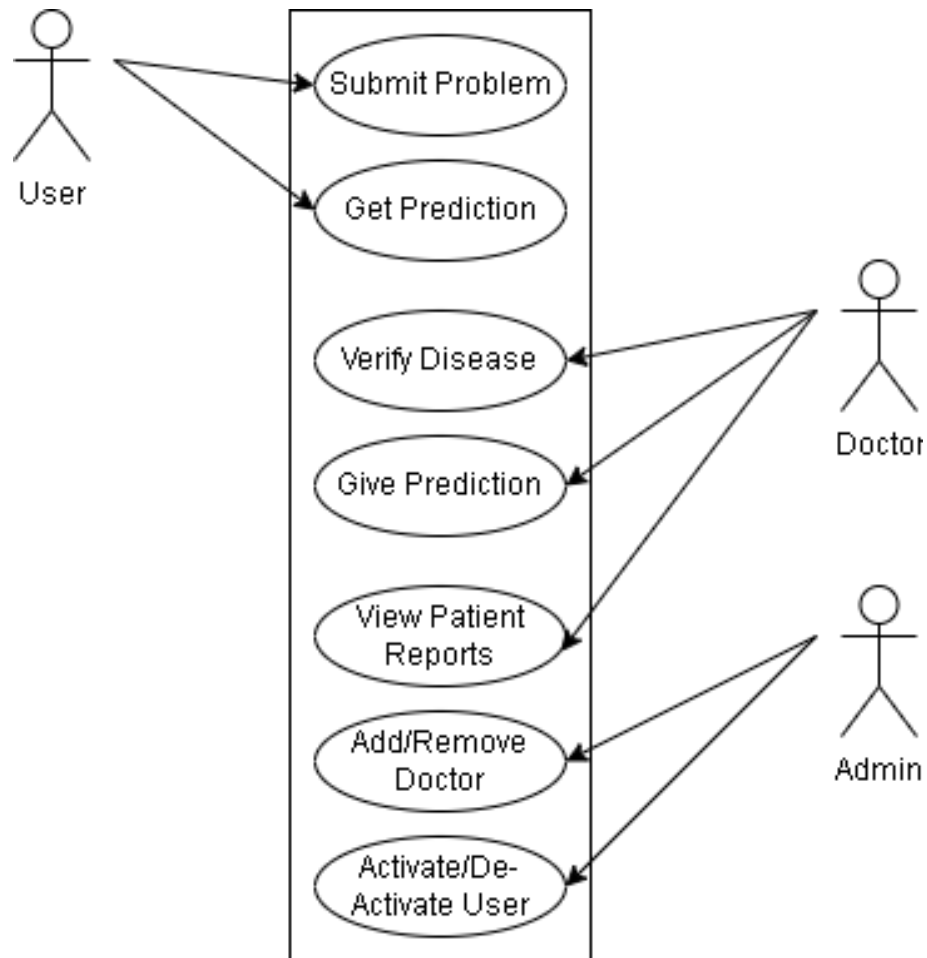 Submit Problem
User
Get Prediction
Verify Disease
Doctor
Give Prediction
View Patient
Reports
Add/Remove
Doctor
Admin
Activate/De-
Activate User